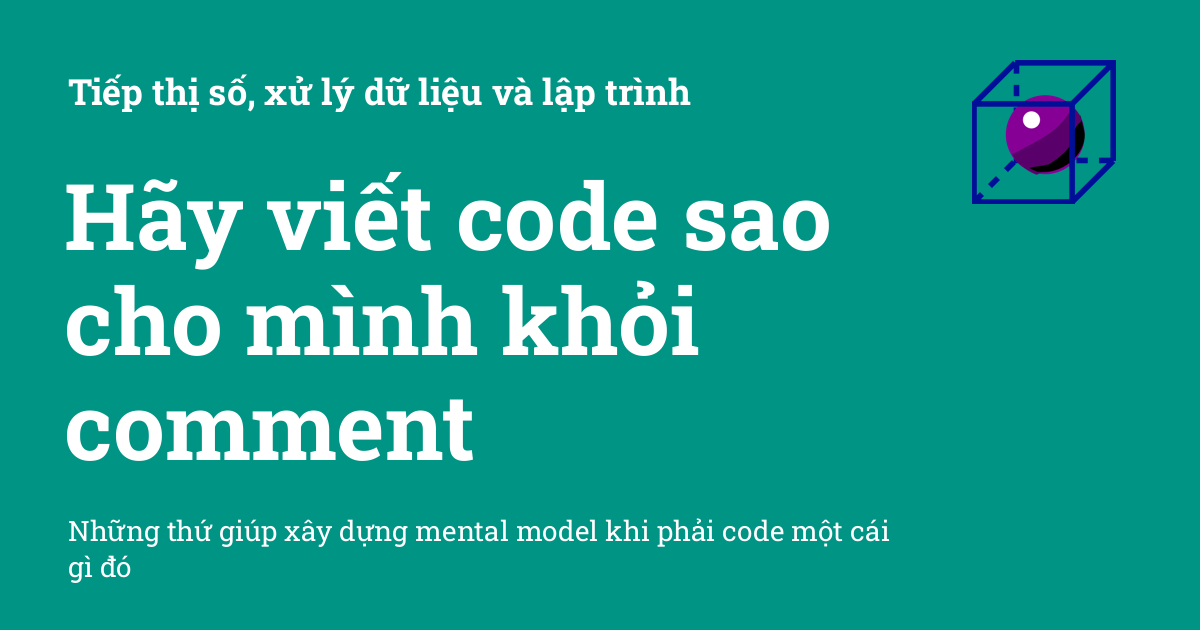 Tiếp thị số, xử lý dữ liệu và lập trình
Hãy viết code sao
cho mình khỏi
comment
Những thứ giúp xây dựng mental model khi phải code một cái
gì đó